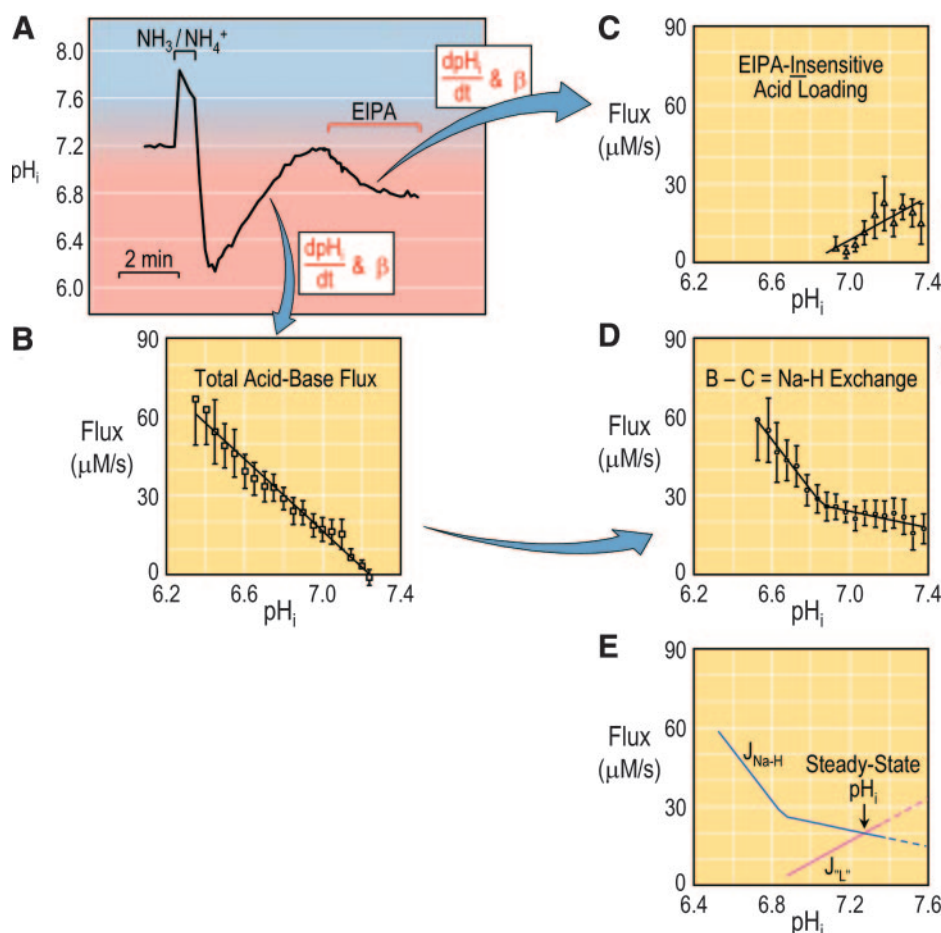 A
8.0
7.6
7.2
6.8
6.4
6.0
pHi
NH3/NH4+
EIPA
2 min
dpHi
dt
& β
dpHi
dt
& β
B
Total Acid-Base Flux
Flux
(μM/s)
90
60
30
0
6.2 6.6 7.0 7.4
pHi
C
EIPA-Insensitive
Acid Loading
Flux
(μM/s)
90
60
30
0
6.2 6.6 7.0 7.4
pHi
D
B – C = Na-H Exchange
Flux
(μM/s)
90
60
30
0
6.2 6.6 7.0 7.4
pHi
E
Flux
(μM/s)
90
60
30
0
JNa-H
Steady-State
pHi
J"L"
6.4 6.8 7.2 7.6